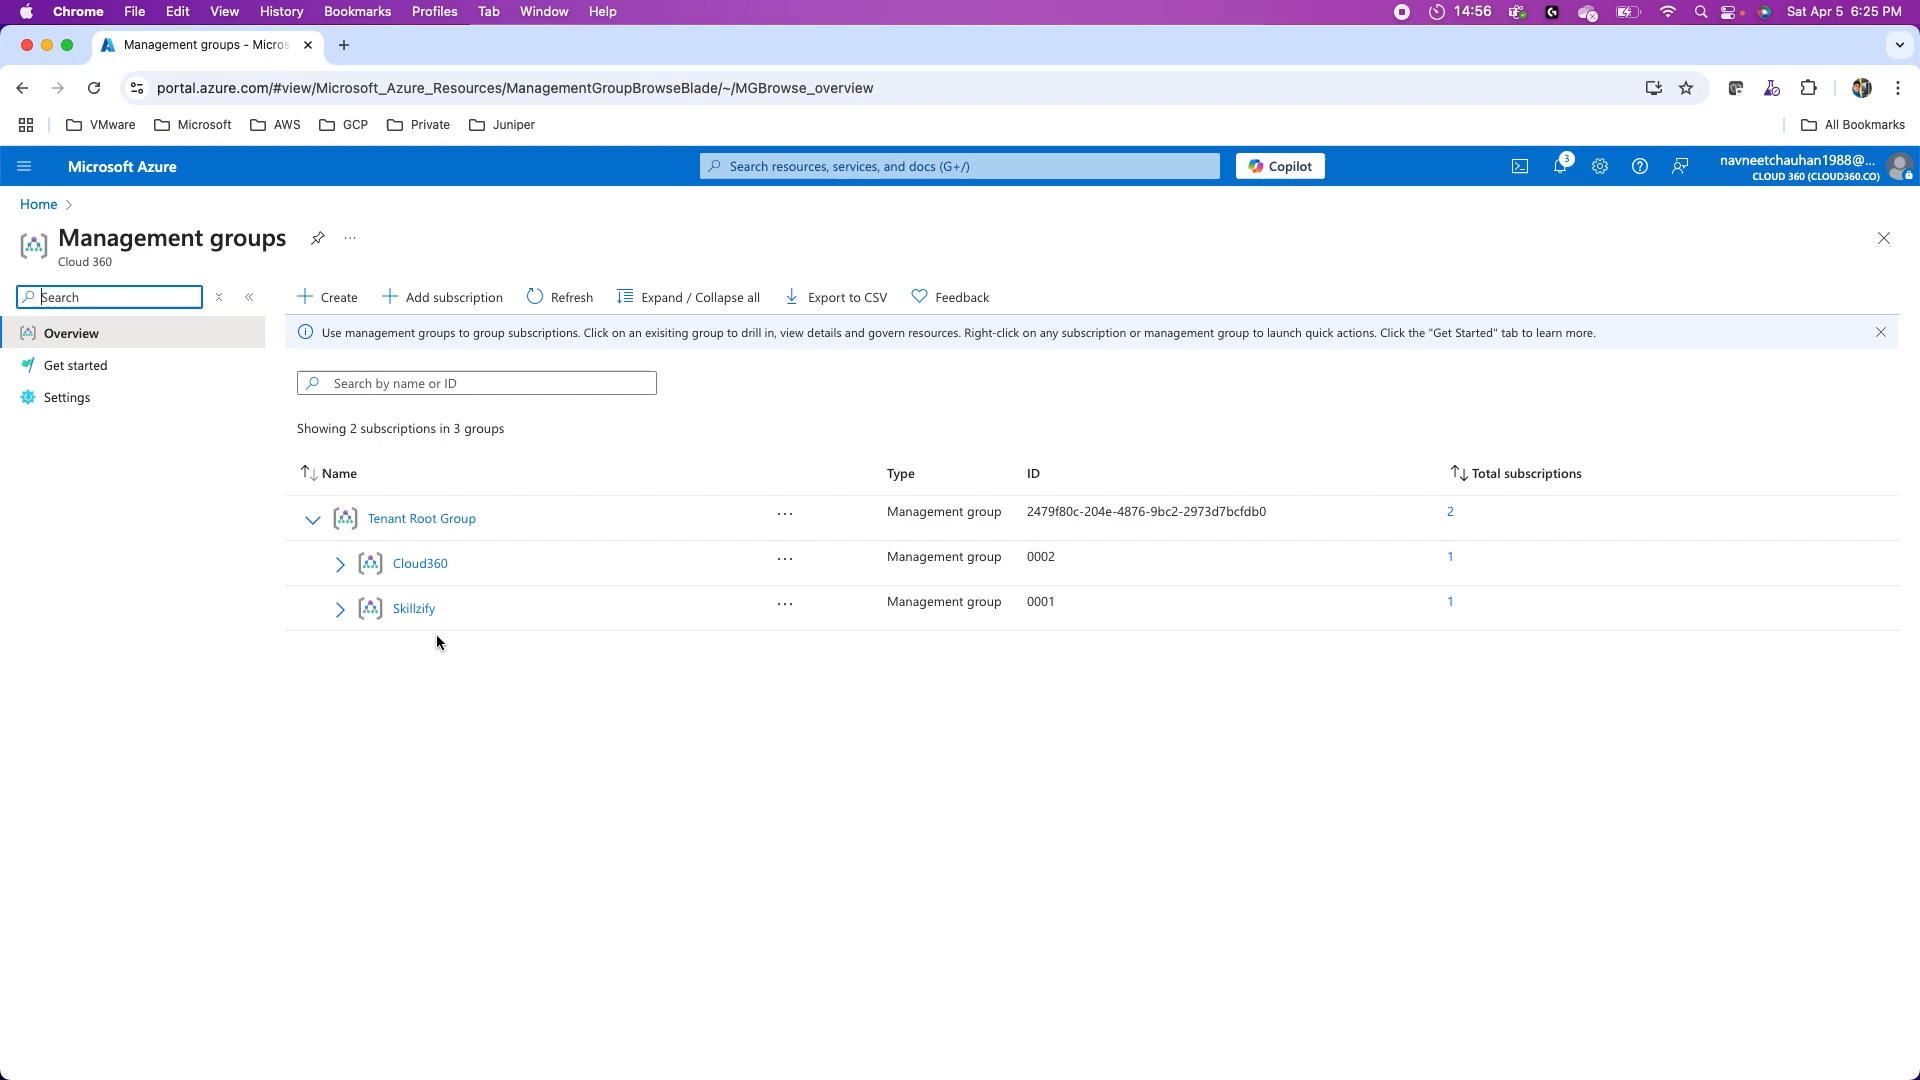 Chrome File Edit View History Bookmarks Profiles Tab Window Help 14:56 Sat Apr 5 6:25 PM
Management groups - Micros
portal.azure.com/#view/Microsoft_Azure_Resources/ManagementGroupBrowseBlade/~/MGBrowse_overview
VMware Microsoft AWS GCP Private Juniper All Bookmarks
Microsoft Azure Search resources, services, and docs (G+/) Copilot 3 navneetchauhan1988@...
CLOUD 360 (CLOUD360.CO)
Home
Management groups ...
Cloud 360
Search Create Add subscription Refresh Expand / Collapse all Export to CSV Feedback
Overview
Get started
Settings
Use management groups to group subscriptions. Click on an exisiting group to drill in, view details and govern resources. Right-click on any subscription or management group to launch quick actions. Click the "Get Started" tab to learn more.
Search by name or ID
Showing 2 subscriptions in 3 groups
Name Type ID Total subscriptions
Tenant Root Group ... Management group 2479f80c-204e-4876-9bc2-2973d7bcfdb0 2
Cloud360 ... Management group 0002 1
Skillzify ... Management group 0001 1